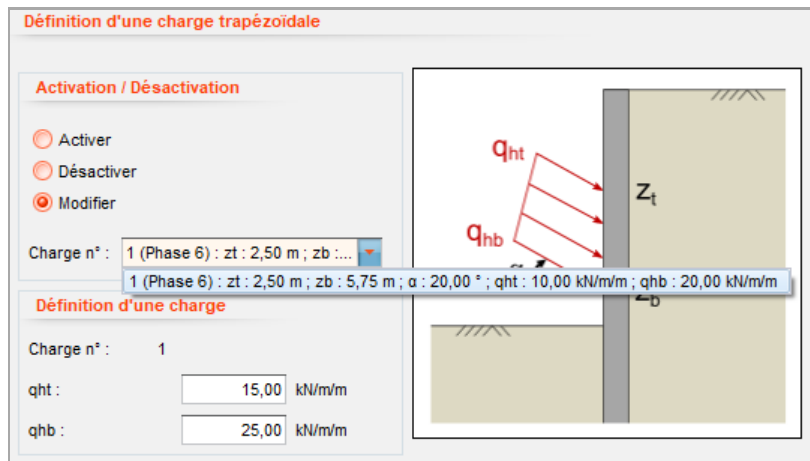 Définition d'une charge trapézoïdale
Activation / Désactivation
Activer
Désactiver
Modifier
Charge n° : 1 (Phase 6) : zt : 2,50 m ; zb :...
1 (Phase 6) : zt : 2,50 m ; zb : 5,75 m ; α : 20,00 ° ; qht : 10,00 kN/m/m ; qhb : 20,00 kN/m/m
Définition d'une charge
Charge n° : 1
qht : 15,00 kN/m/m
qhb : 25,00 kN/m/m
qht
zt
qhb
zb